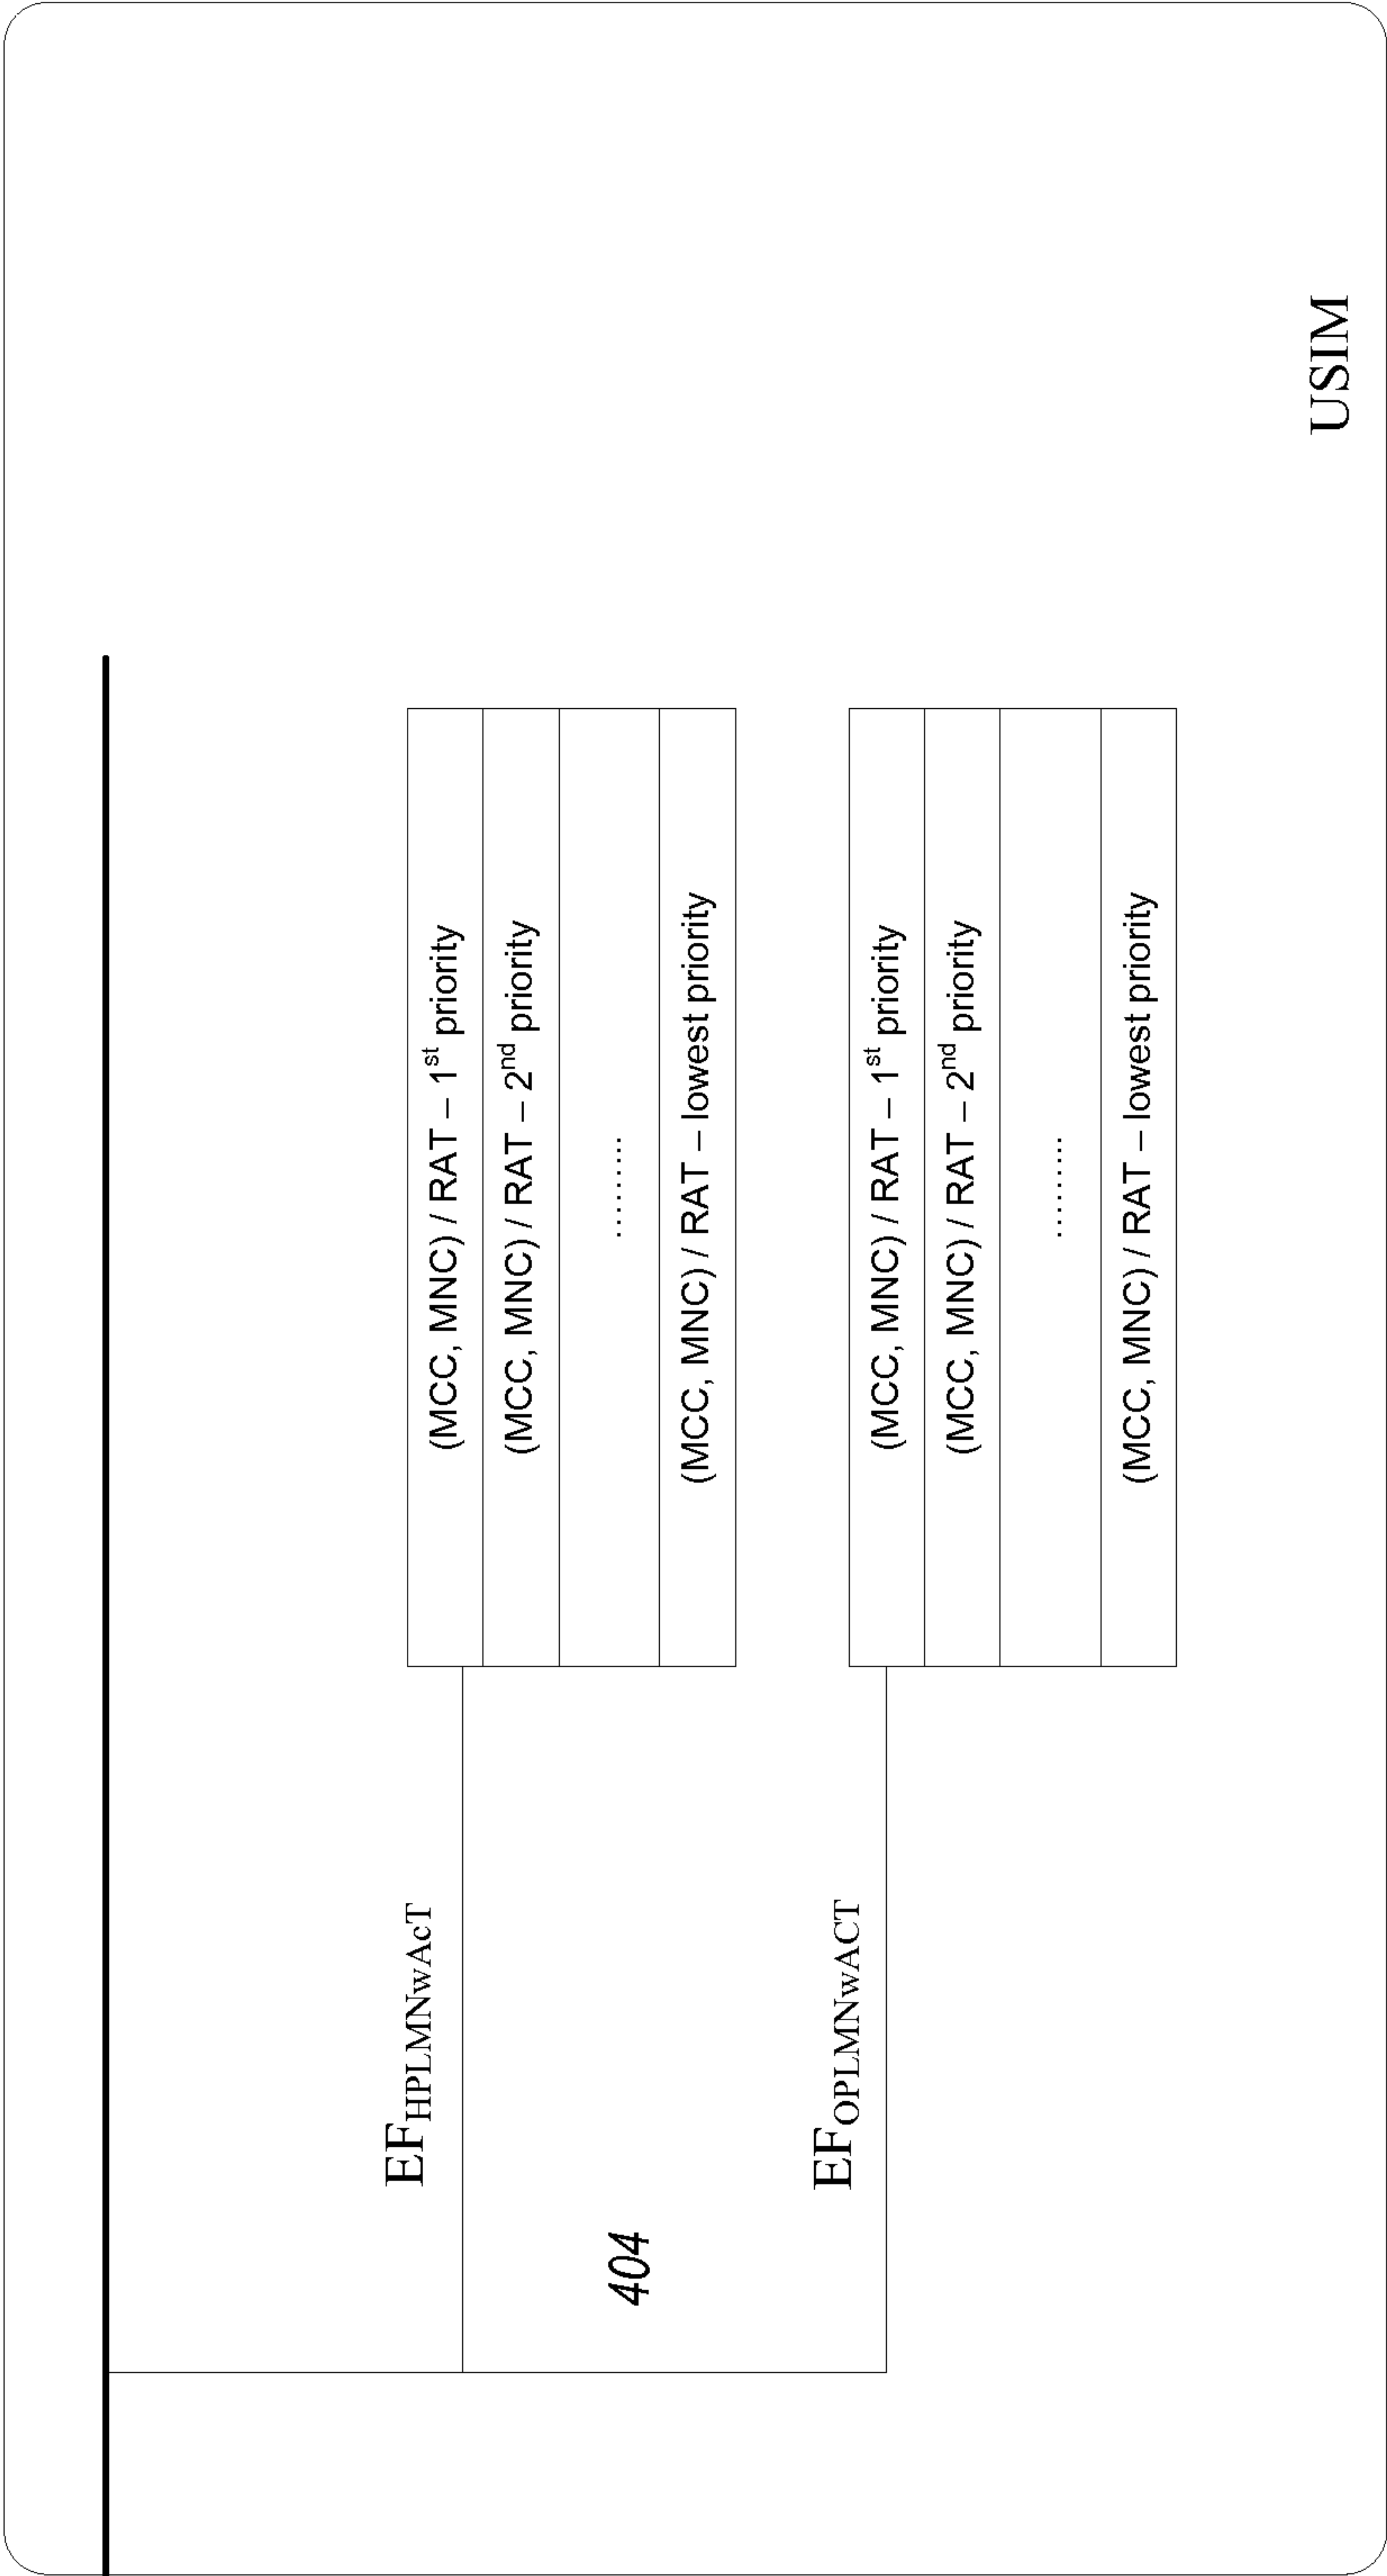 EFHPLMNwAcT
(MCC, MNC) / RAT – 1st priority
(MCC, MNC) / RAT – 2nd priority
.........
(MCC, MNC) / RAT – lowest priority
404
EFOPLMNwACT
(MCC, MNC) / RAT – 1st priority
(MCC, MNC) / RAT – 2nd priority
.........
(MCC, MNC) / RAT – lowest priority
USIM